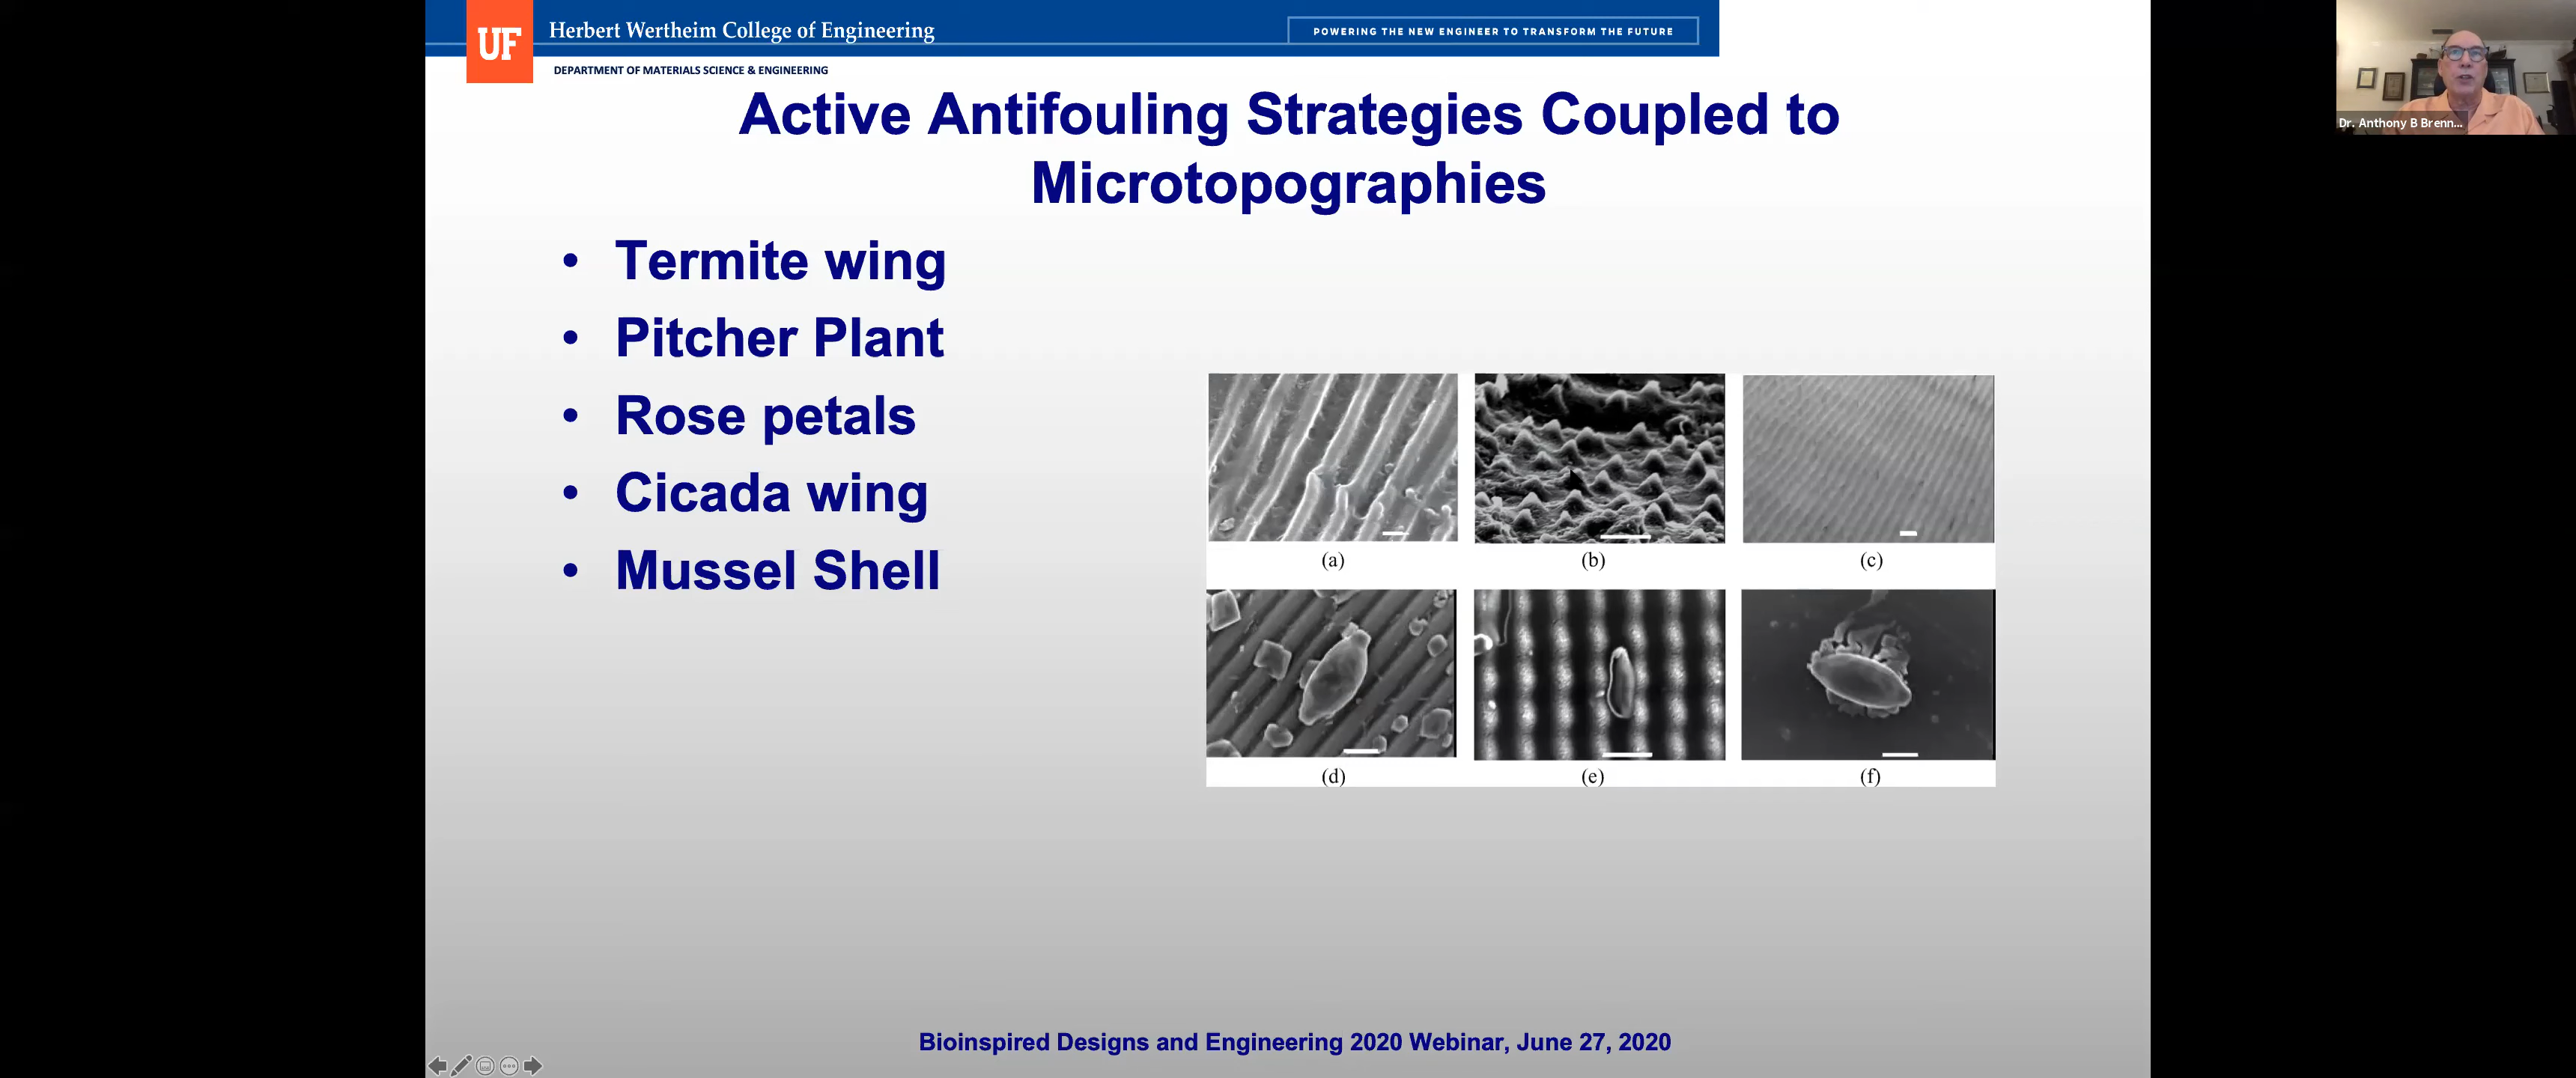 UF
Herbert Wertheim College of Engineering
POWERING THE NEW ENGINEER TO TRANSFORM THE FUTURE
DEPARTMENT OF MATERIALS SCIENCE & ENGINEERING
Dr. Anthony B Brenn...
Active Antifouling Strategies Coupled to
Microtopographies
• Termite wing
• Pitcher Plant
• Rose petals
• Cicada wing
• Mussel Shell
(a) (b) (c)
(d) (e) (f)
Bioinspired Designs and Engineering 2020 Webinar, June 27, 2020